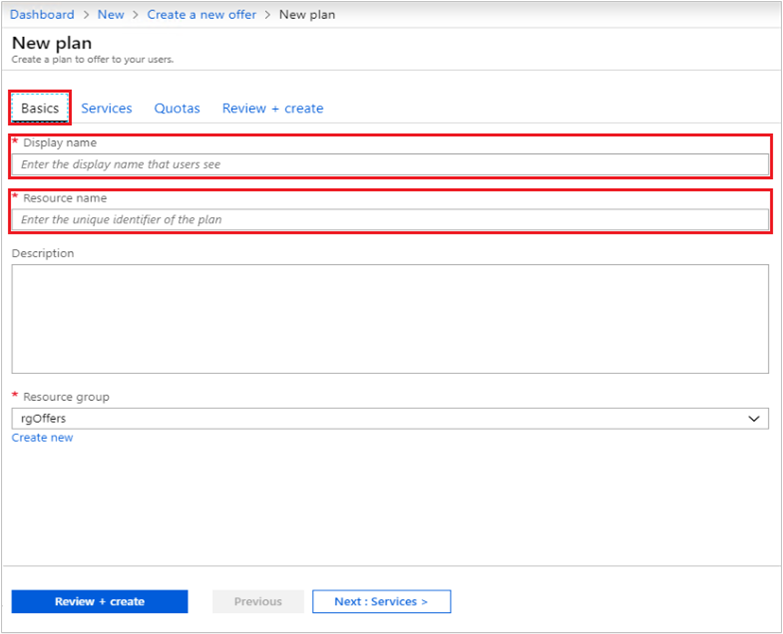 Dashboard > New > Create a new offer > New plan
New plan
Create a plan to offer to your users.
Basics Services Quotas Review + create
* Display name
Enter the display name that users see
* Resource name
Enter the unique identifier of the plan
Description
* Resource group
rgOffers
Create new
Review + create Previous Next : Services >